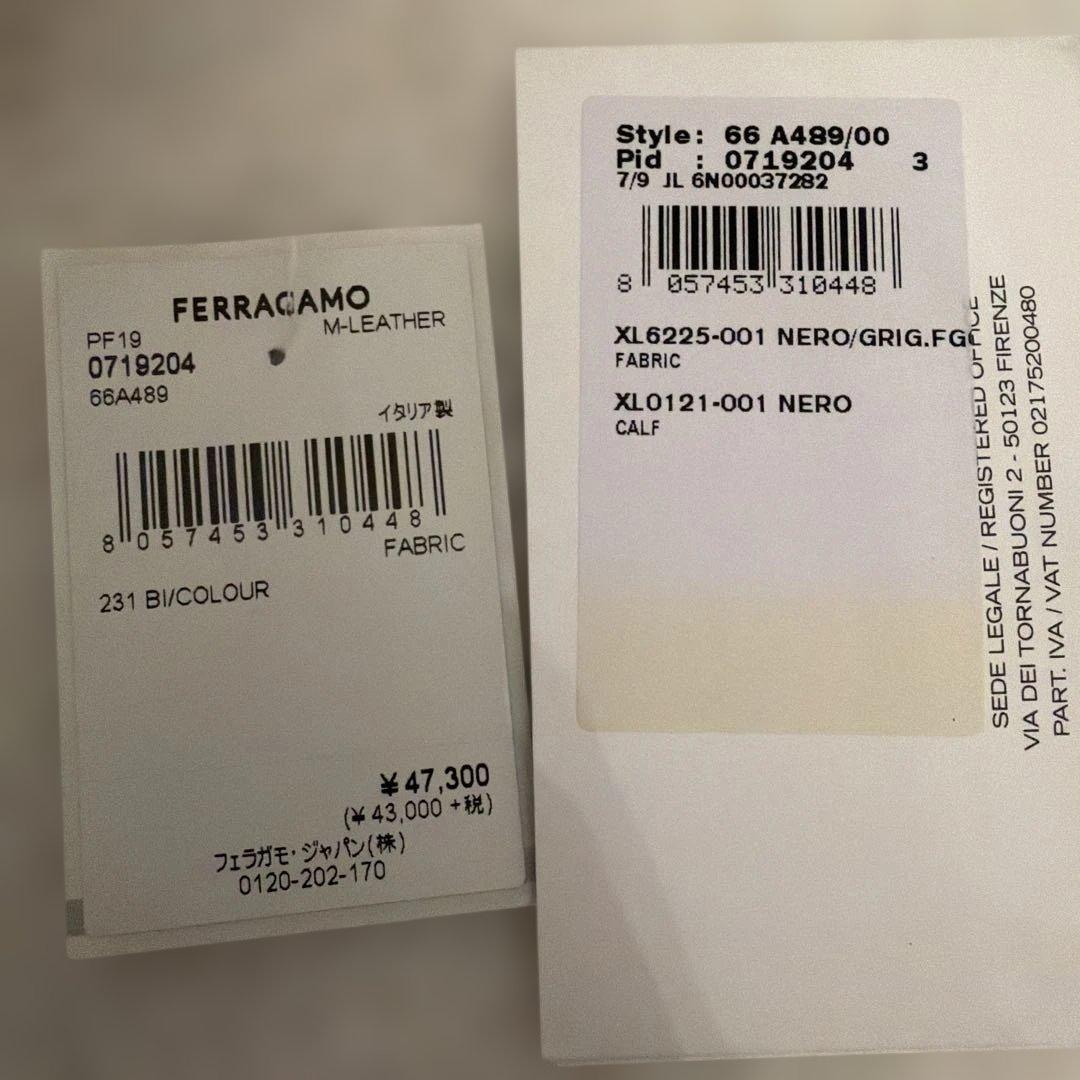 FERRAGAMO
PF19 M-LEATHER
0719204
66A489
イタリア製
8 057453 310448
FABRIC
231 BI/COLOUR
¥47,300
(¥43,000 +税)
フェラガモ・ジャパン(株)
0120-202-170
Style: 66 A489/00
Pid : 0719204 3
7/9 JL 6N00037282
8 057453 310448
XL6225-001 NERO/GRIG.FG
FABRIC
XL0121-001 NERO
CALF
SEDE LEGALE / REGISTERED OFFICE
VIA DEI TORNABUONI 2 - 50123 FIRENZE
PART. IVA / VAT NUMBER 02175200480